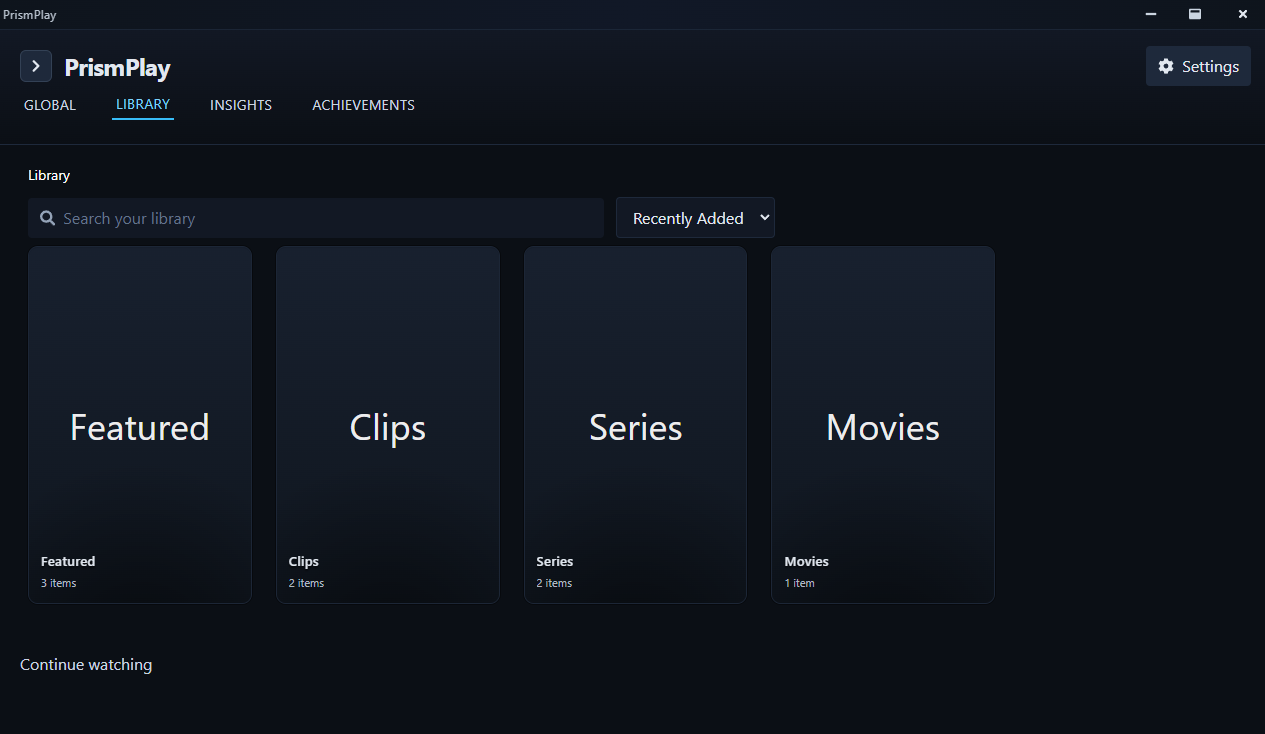 PrismPlay
PrismPlay
Settings
GLOBAL LIBRARY INSIGHTS ACHIEVEMENTS
Library
Search your library
Recently Added
Featured Clips Series Movies
Featured Clips Series Movies
3 items 2 items 2 items 1 item
Continue watching